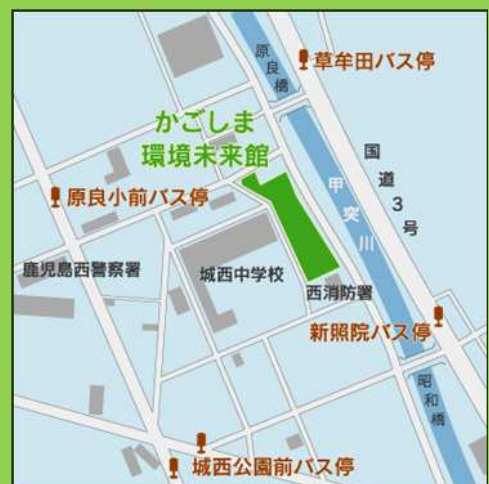 原良橋
草牟田バス停
かごしま
環境未来館
国道3号
甲突川
原良小前バス停
鹿児島西警察署
城西中学校
西消防署
新照院バス停
昭和橋
城西公園前バス停